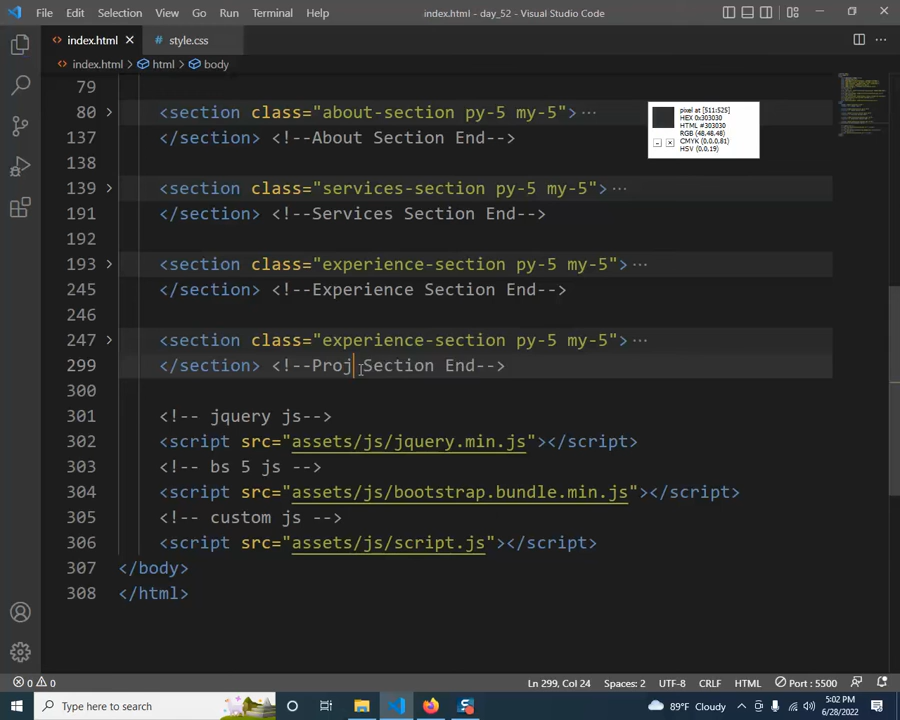 File Edit Selection View Go Run Terminal Help index.html - day_52 - Visual Studio Code
index.html style.css
index.html > html > body
79
80 <section class="about-section py-5 my-5">···
137 </section> <!--About Section End-->
138
139 <section class="services-section py-5 my-5">···
191 </section> <!--Services Section End-->
192
193 <section class="experience-section py-5 my-5">···
245 </section> <!--Experience Section End-->
246
247 <section class="experience-section py-5 my-5">···
299 </section> <!--Proj Section End-->
300
301 <!-- jquery js-->
302 <script src="assets/js/jquery.min.js"></script>
303 <!-- bs 5 js -->
304 <script src="assets/js/bootstrap.bundle.min.js"></script>
305 <!-- custom js -->
306 <script src="assets/js/script.js"></script>
307 </body>
308 </html>
pixel at [511:525]
HEX 0x303030
HTML #303030
RGB (48,48,48)
CMYK (0,0,0,81)
HSV (0,0,19)
0 0 Ln 299, Col 24 Spaces: 2 UTF-8 CRLF HTML Port : 5500
Type here to search 89°F Cloudy 5:02 PM
6/28/2022